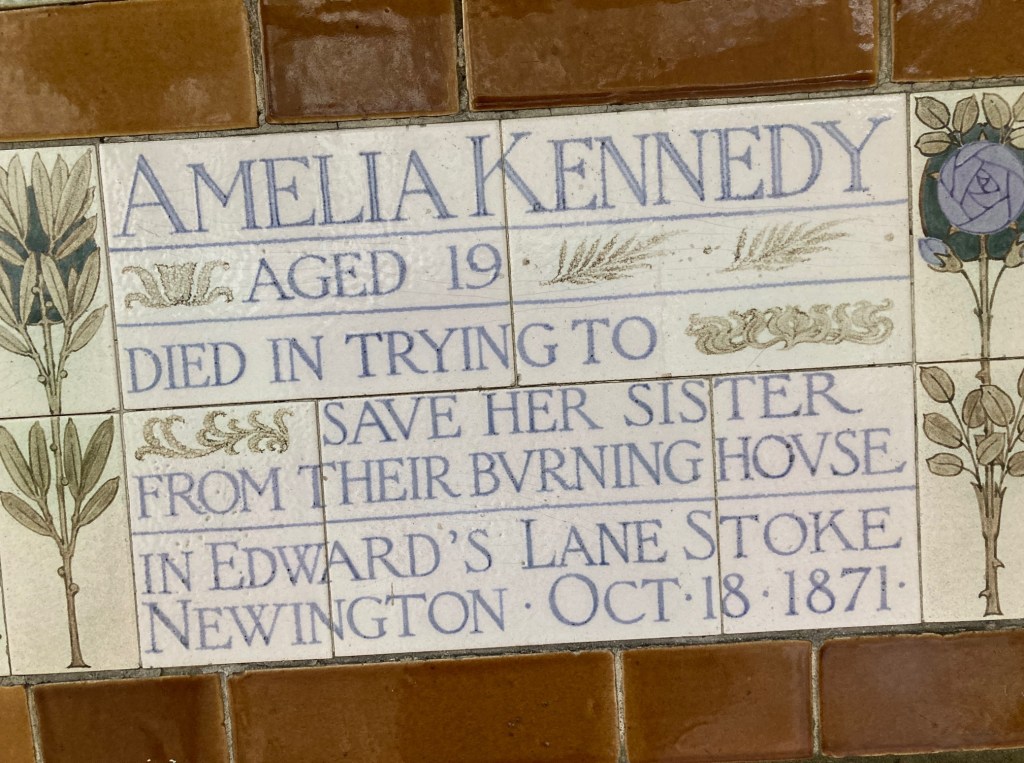 AMELIA KENNEDY
AGED 19
DIED IN TRYING TO
SAVE HER SISTER
FROM THEIR BVRNING HOVSE
IN EDWARD'S LANE STOKE
NEWINGTON · OCT · 18 · 1871 ·